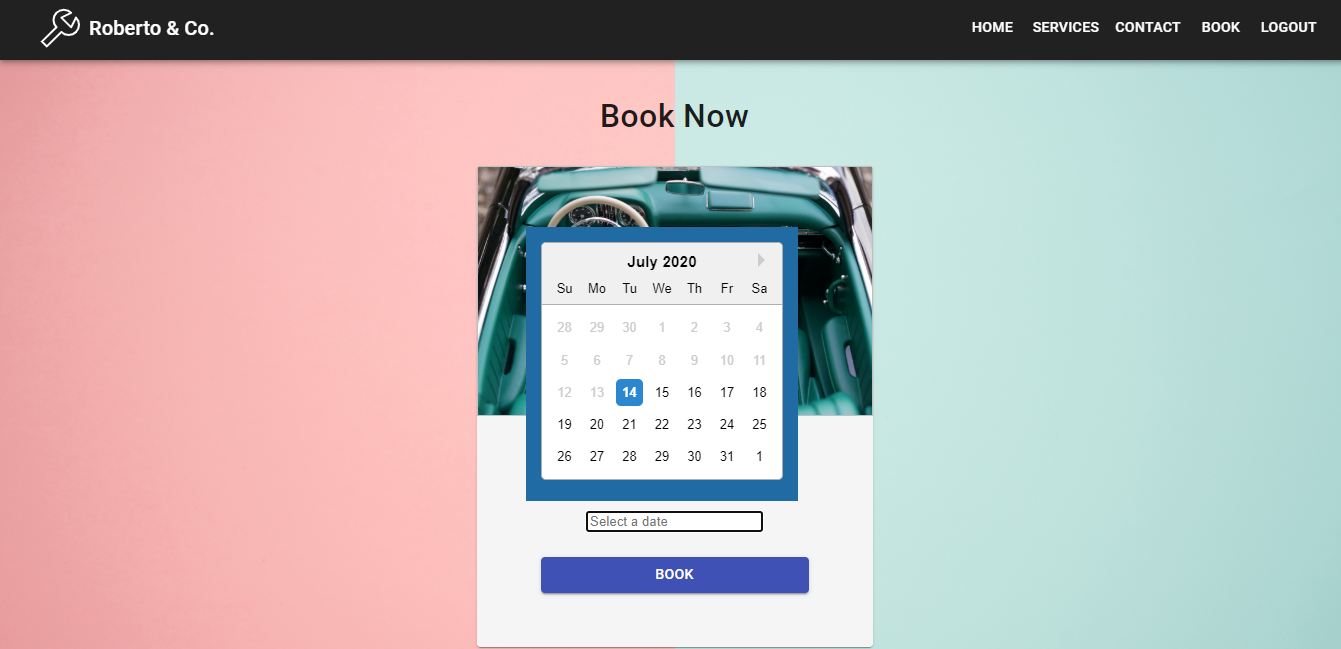 Roberto & Co.
HOME SERVICES CONTACT BOOK LOGOUT
Book Now
July 2020
Su Mo Tu We Th Fr Sa
28 29 30 1 2 3 4
5 6 7 8 9 10 11
12 13 14 15 16 17 18
19 20 21 22 23 24 25
26 27 28 29 30 31 1
Select a date
BOOK